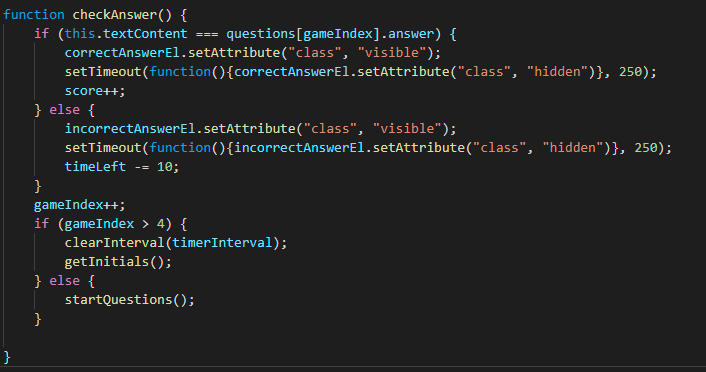 function checkAnswer() {
    if (this.textContent === questions[gameIndex].answer) {
        correctAnswerEl.setAttribute("class", "visible");
        setTimeout(function(){correctAnswerEl.setAttribute("class", "hidden")}, 250);
        score++;
    } else {
        incorrectAnswerEl.setAttribute("class", "visible");
        setTimeout(function(){incorrectAnswerEl.setAttribute("class", "hidden")}, 250);
        timeLeft -= 10;
    }
    gameIndex++;
    if (gameIndex > 4) {
        clearInterval(timerInterval);
        getInitials();
    } else {
        startQuestions();
    }

}